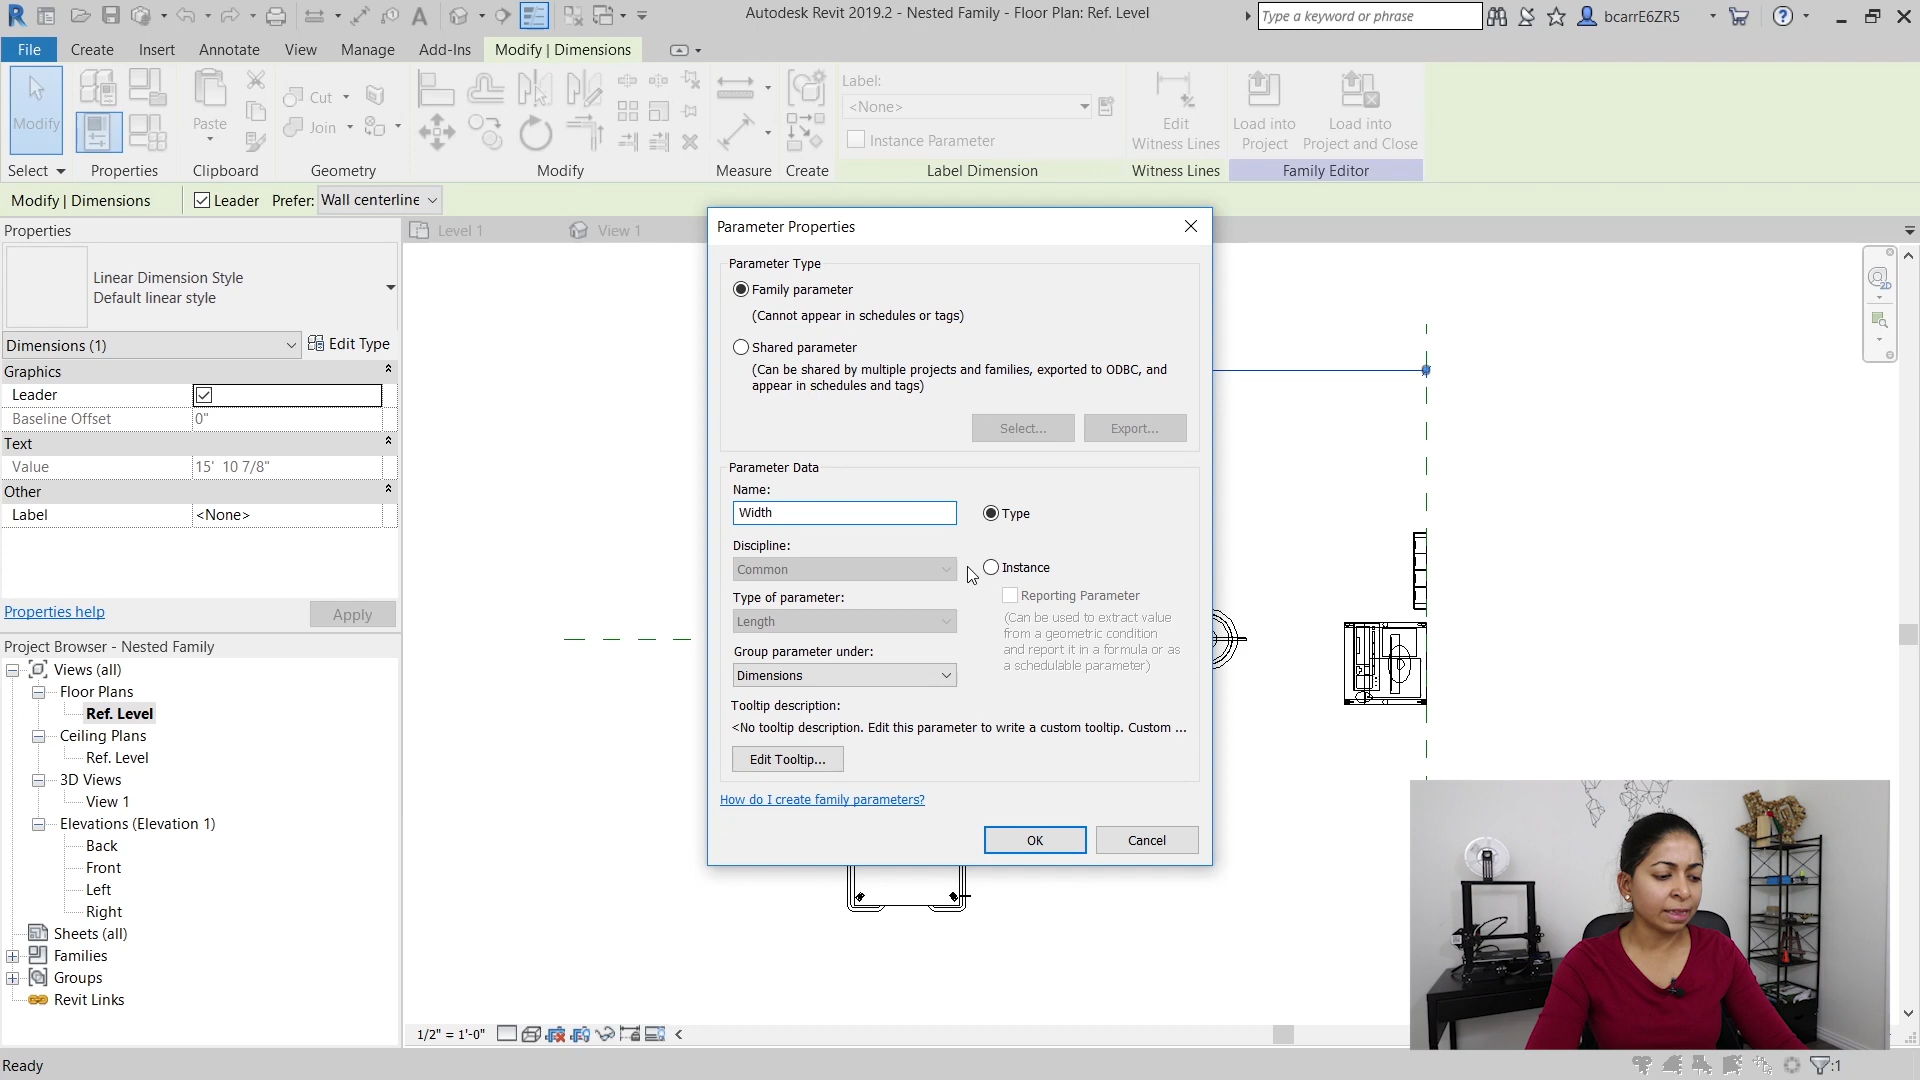 Autodesk Revit 2019.2 - Nested Family - Floor Plan: Ref. Level
Type a keyword or phrase
bcarrE6ZR5
File
Create
Insert
Annotate
View
Manage
Add-Ins
Modify | Dimensions
Modify
Select
Properties
Paste
Clipboard
Cut
Join
Geometry
Modify
Measure
Create
Label:
<None>
Instance Parameter
Label Dimension
Edit
Witness Lines
Witness Lines
Load into
Project
Load into
Project and Close
Family Editor
Modify | Dimensions
Leader
Prefer:
Wall centerline
Properties
Linear Dimension Style
Default linear style
Dimensions (1)
Edit Type
Graphics
Leader
Baseline Offset
0"
Text
Value
15' 10 7/8"
Other
Label
<None>
Properties help
Apply
Project Browser - Nested Family
Views (all)
Floor Plans
Ref. Level
Ceiling Plans
Ref. Level
3D Views
View 1
Elevations (Elevation 1)
Back
Front
Left
Right
Sheets (all)
Families
Groups
Revit Links
Level 1
View 1
Parameter Properties
Parameter Type
Family parameter
(Cannot appear in schedules or tags)
Shared parameter
(Can be shared by multiple projects and families, exported to ODBC, and
appear in schedules and tags)
Select...
Export...
Parameter Data
Name:
Width
Type
Discipline:
Common
Instance
Type of parameter:
Reporting Parameter
Length
(Can be used to extract value
from a geometric condition
and report it in a formula or as
a schedulable parameter)
Group parameter under:
Dimensions
Tooltip description:
<No tooltip description. Edit this parameter to write a custom tooltip. Custom ...
Edit Tooltip...
How do I create family parameters?
OK
Cancel
2D
1/2" = 1'-0"
Ready
:1